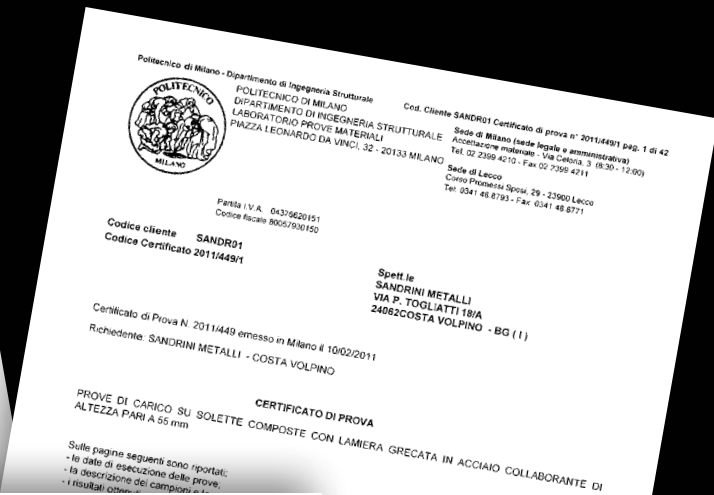 Politecnico di Milano - Dipartimento di Ingegneria Strutturale
Cod. Cliente SANDR01 Certificato di prova n° 2011/449/1 pag. 1 di 42
POLITECNICO
MILANO
POLITECNICO DI MILANO
DIPARTIMENTO DI INGEGNERIA STRUTTURALE
LABORATORIO PROVE MATERIALI
PIAZZA LEONARDO DA VINCI, 32 - 20133 MILANO
Sede di Milano (sede legale e amministrativa)
Accettazione materiale - Via Celoria, 3 (8:30 - 12:00)
Tel. 02 2399 4210 - Fax 02 2399 4211
Sede di Lecco
Corso Promessi Sposi, 29 - 23900 Lecco
Tel. 0341 48.8793 - Fax 0341 48.8771
Partita I.V.A. 04376620151
Codice fiscale 80057930150
Codice cliente SANDR01
Codice Certificato 2011/449/1
Spett.le
SANDRINI METALLI
VIA P. TOGLIATTI 18/A
24062COSTA VOLPINO - BG ( I )
Certificato di Prova N. 2011/449 emesso in Milano il 10/02/2011
Richiedente: SANDRINI METALLI - COSTA VOLPINO
CERTIFICATO DI PROVA
PROVE DI CARICO SU SOLETTE COMPOSTE CON LAMIERA GRECATA IN ACCIAIO COLLABORANTE DI
ALTEZZA PARI A 55 mm
Sulle pagine seguenti sono riportati:
- le date di esecuzione delle prove;
- la descrizione dei campioni e
- i risultati